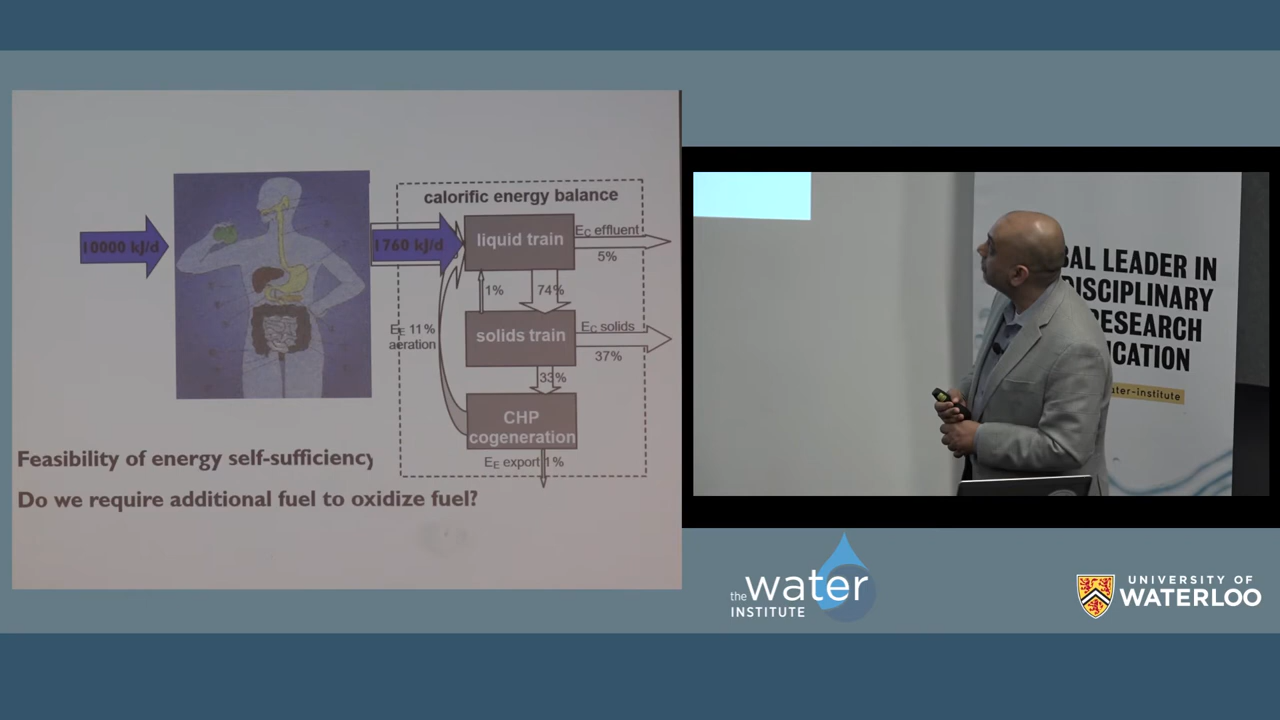 calorific energy balance
10000 kJ/d
1760 kJ/d
liquid train
EC effluent
5%
1%
74%
EE 11%
aeration
solids train
EC solids
37%
33%
CHP
cogeneration
EE export 1%
Feasibility of energy self-sufficiency
Do we require additional fuel to oxidize fuel?
BAL LEADER IN
DISCIPLINARY
ESEARCH
ICATION
ater-institute
the water
INSTITUTE
UNIVERSITY OF
WATERLOO